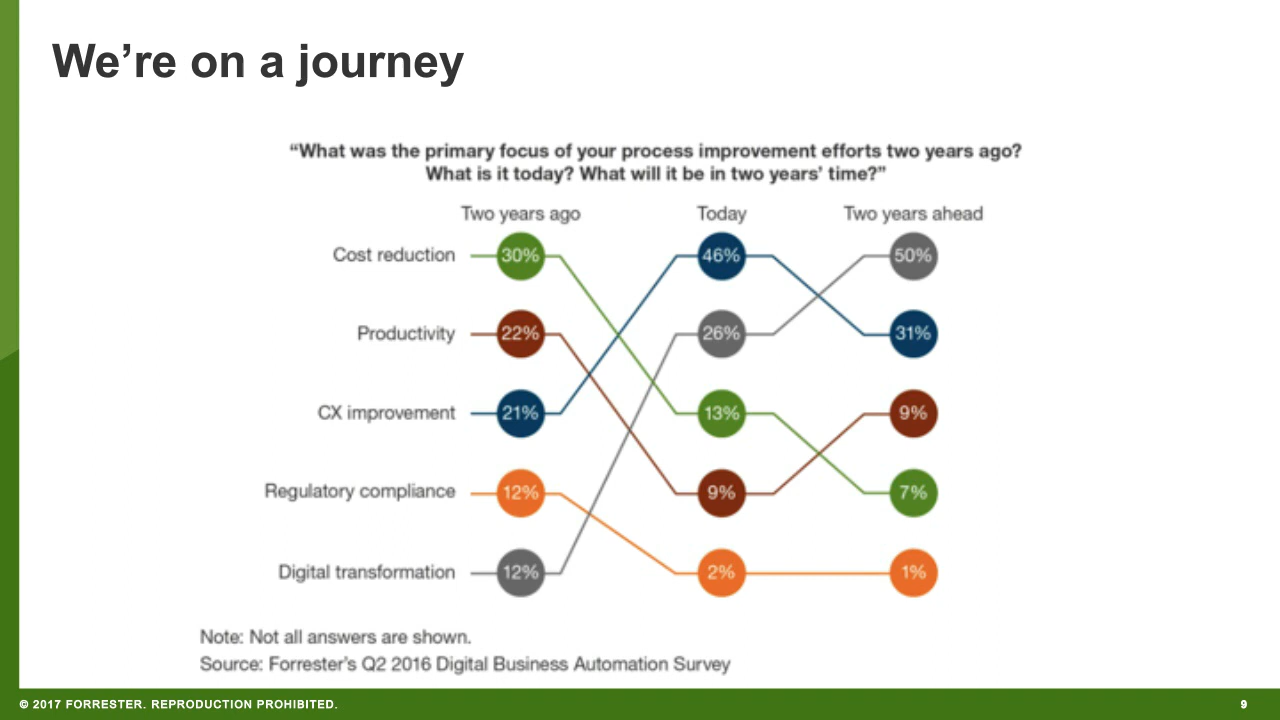 We’re on a journey
“What was the primary focus of your process improvement efforts two years ago?
What is it today? What will it be in two years’ time?”
Two years ago Today Two years ahead
Cost reduction 30% 46% 50%
Productivity 22% 26% 31%
CX improvement 21% 13% 9%
Regulatory compliance 12% 9% 7%
Digital transformation 12% 2% 1%
Note: Not all answers are shown.
Source: Forrester’s Q2 2016 Digital Business Automation Survey
© 2017 FORRESTER. REPRODUCTION PROHIBITED. 9